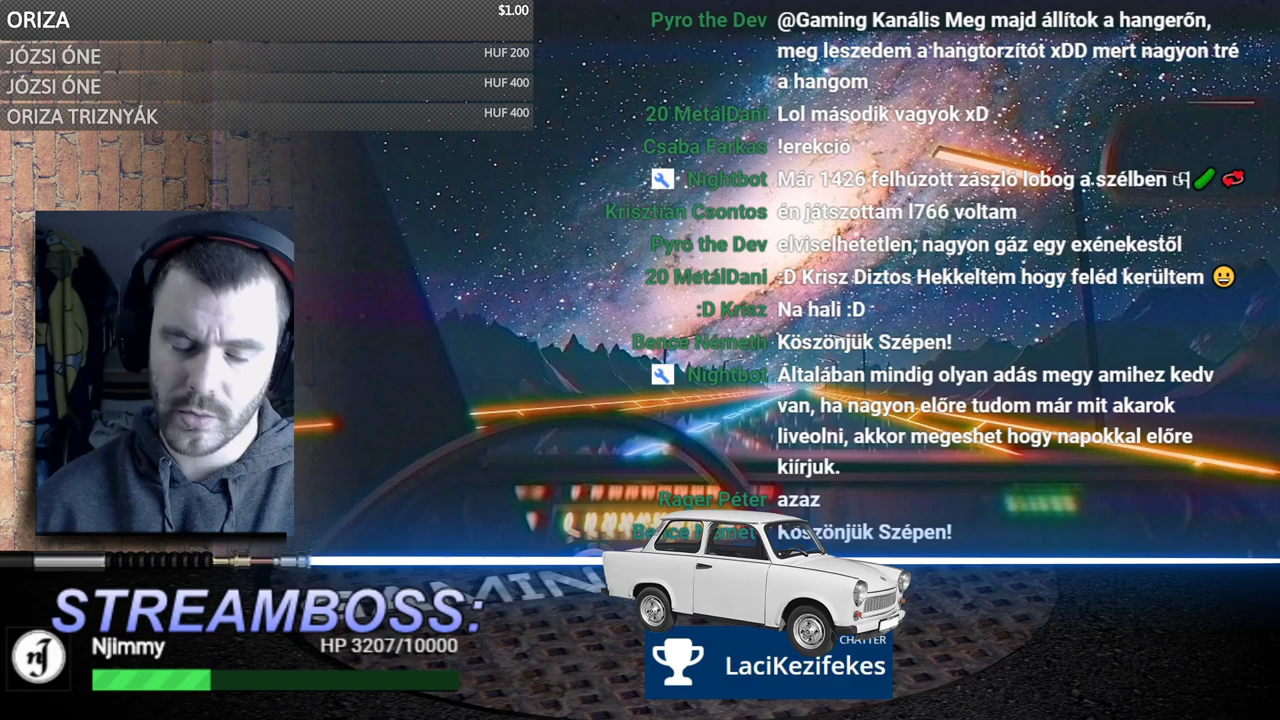 ORIZA $1.00
JÓZSI ÓNE HUF 200
JÓZSI ÓNE HUF 400
ORIZA TRIZNYÁK HUF 400
Pyro the Dev @Gaming Kanális Meg majd állítok a hangerőn,
meg leszedem a hangtorzítót xDD mert nagyon tré
a hangom
20 MetálDani Lol második vagyok xD
Csaba Farkas !erekció
Nightbot Már 1426 felhúzott zászló lobog a szélben
Krisztián Csontos én játszottam l766 voltam
Pyro the Dev elviselhetetlen, nagyon gáz egy exénekestől
20 MetálDani :D Krisz Diztos Hekkeltem hogy feléd kerültem 😀
:D Krisz Na hali :D
Bence Németh Köszönjük Szépen!
Nightbot Általában mindig olyan adás megy amihez kedv
van, ha nagyon előre tudom már mit akarok
liveolni, akkor megeshet hogy napokkal előre
kiírjuk.
Rager Péter azaz
Bence Németh Köszönjük Szépen!
STREAMBOSS:
Njimmy HP 3207/10000
CHATTER
LaciKezifekes